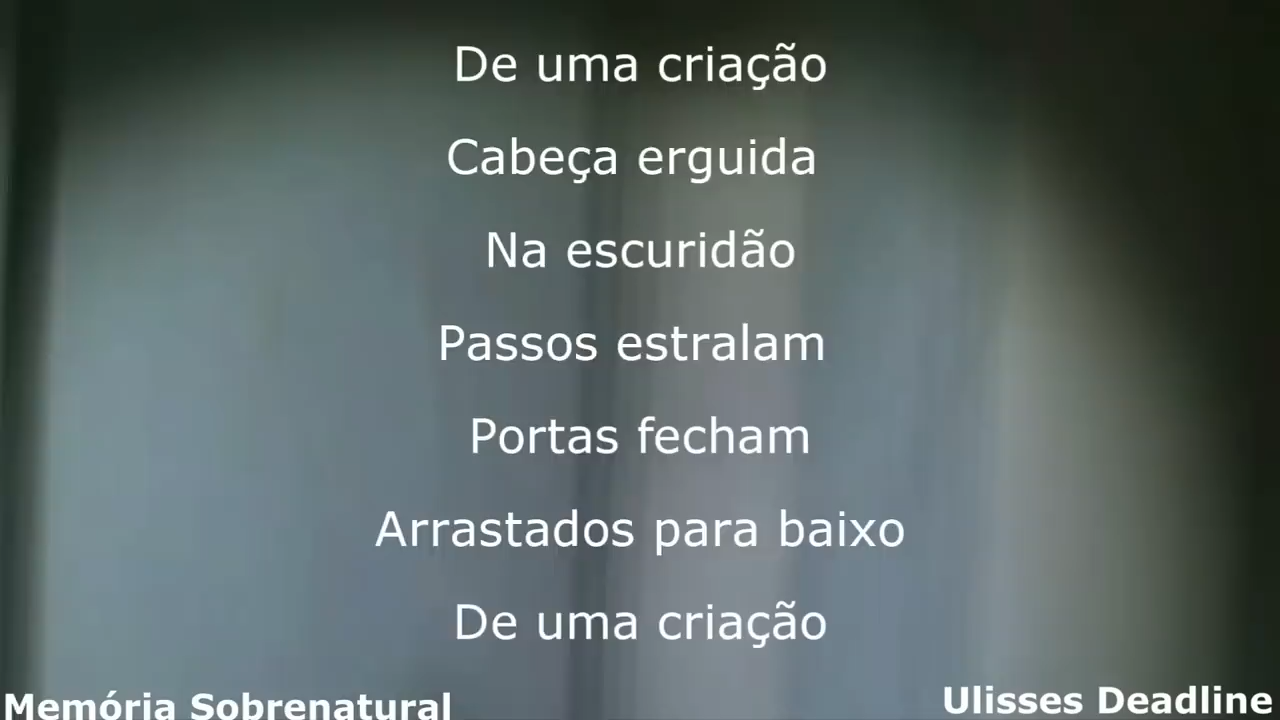 De uma criação
Cabeça erguida
Na escuridão
Passos estralam
Portas fecham
Arrastados para baixo
De uma criação
Memória Sobrenatural
Ulisses Deadline